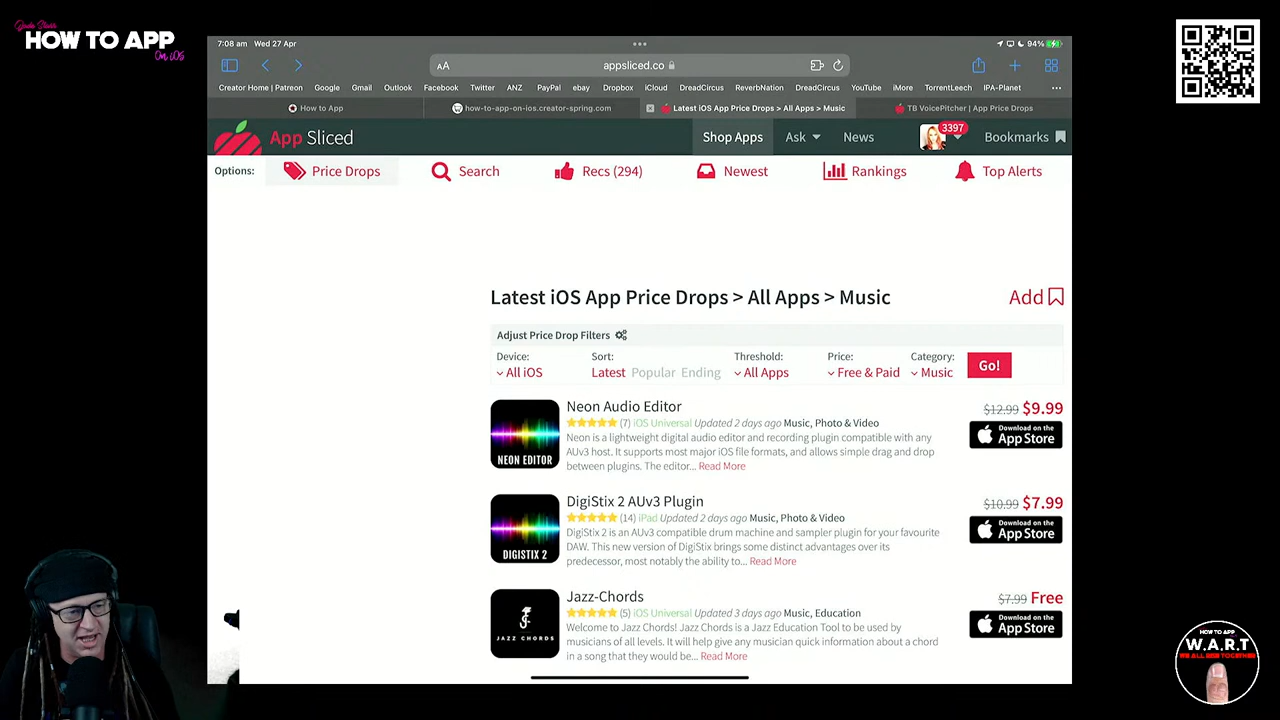 Jade Starr
HOW TO APP
On iOS
7:08 am Wed 27 Apr
94%
AA
appsliced.co
Creator Home | Patreon Google Gmail Outlook Facebook Twitter ANZ PayPal ebay Dropbox iCloud DreadCircus ReverbNation DreadCircus YouTube iMore TorrentLeech IPA-Planet
How to App
how-to-app-on-ios.creator-spring.com
Latest iOS App Price Drops > All Apps > Music
TB VoicePitcher | App Price Drops
App Sliced
Shop Apps
Ask
News
3397
Bookmarks
Options:
Price Drops
Search
Recs (294)
Newest
Rankings
Top Alerts
Latest iOS App Price Drops > All Apps > Music
Add
Adjust Price Drop Filters
Device: Sort: Threshold: Price: Category:
All iOS Latest Popular Ending All Apps Free & Paid Music
Go!
NEON EDITOR
Neon Audio Editor
(7) iOS Universal Updated 2 days ago Music, Photo & Video
Neon is a lightweight digital audio editor and recording plugin compatible with any
AUv3 host. It supports most major iOS file formats, and allows simple drag and drop
between plugins. The editor... Read More
$12.99 $9.99
Download on the
App Store
DIGISTIX 2
DigiStix 2 AUv3 Plugin
(14) iPad Updated 2 days ago Music, Photo & Video
DigiStix 2 is an AUv3 compatible drum machine and sampler plugin for your favourite
DAW. This new version of DigiStix brings some distinct advantages over its
predecessor, most notably the ability to... Read More
$10.99 $7.99
Download on the
App Store
JAZZ-CHORDS
Jazz-Chords
(5) iOS Universal Updated 3 days ago Music, Education
Welcome to Jazz Chords! Jazz Chords is a Jazz Education Tool to be used by
musicians of all levels. It will help give any musician quick information about a chord
in a song that they would be... Read More
$7.99 Free
Download on the
App Store
HOW TO APP
W.A.R.T
WE ALL RISE TOGETHER